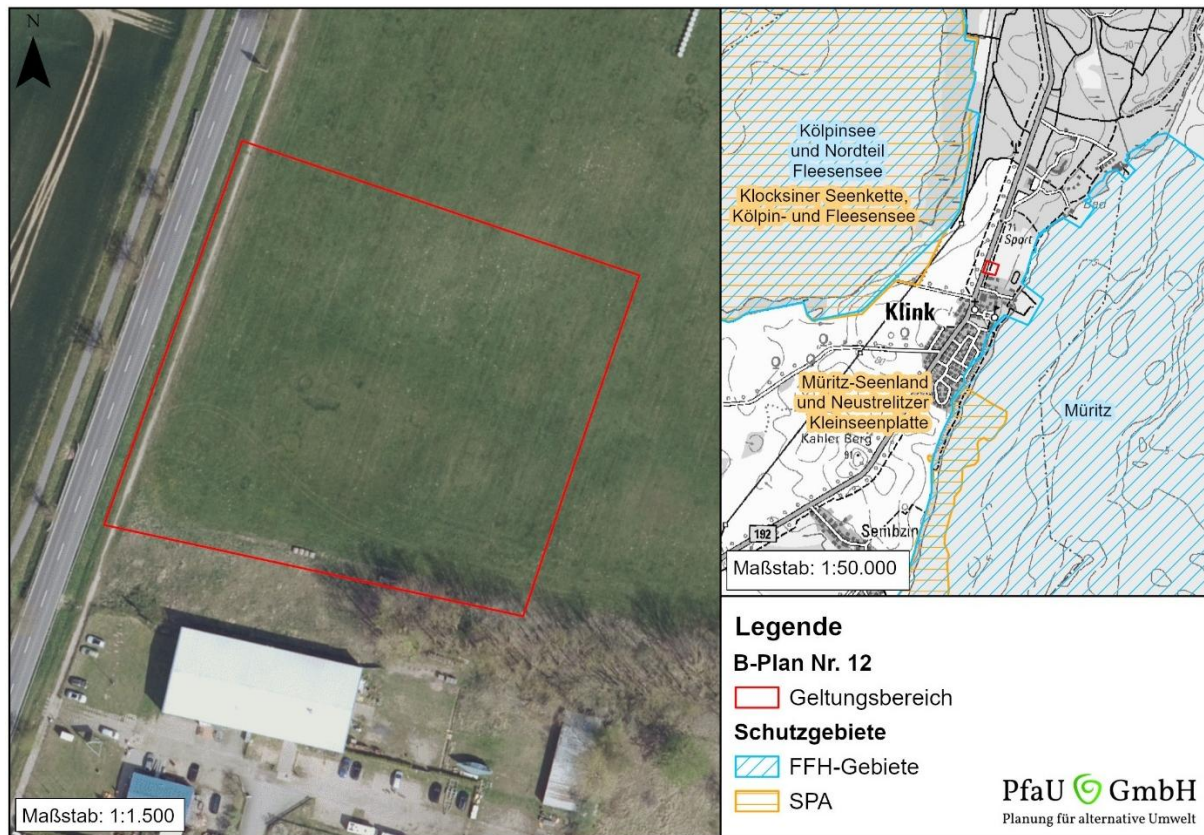 N
Maßstab: 1:1.500
Kölpinsee
und Nordteil
Fleesensee
Klocksiner Seenkette,
Kölpin- und Fleesensee
Bad
Sport
Klink
Müritz-Seenland
und Neustrelitzer
Kleinseenplatte
Müritz
Kahler Berg
91
192
Sembzin
Maßstab: 1:50.000
Legende
B-Plan Nr. 12
Geltungsbereich
Schutzgebiete
FFH-Gebiete
SPA
PfaU GmbH
Planung für alternative Umwelt